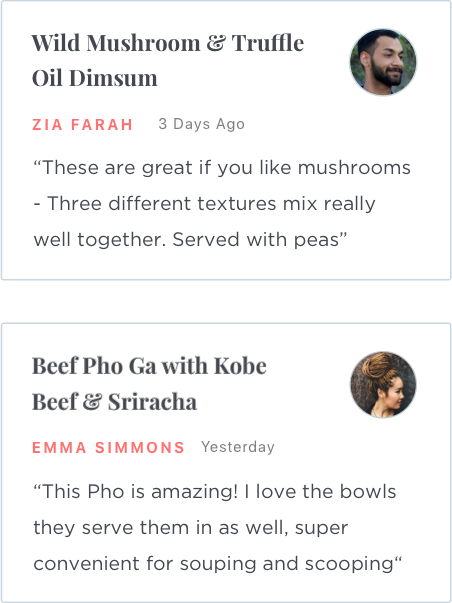 Wild Mushroom & Truffle
Oil Dimsum
ZIA FARAH 3 Days Ago
“These are great if you like mushrooms
- Three different textures mix really
well together. Served with peas”
Beef Pho Ga with Kobe
Beef & Sriracha
EMMA SIMMONS Yesterday
“This Pho is amazing! I love the bowls
they serve them in as well, super
convenient for souping and scooping“